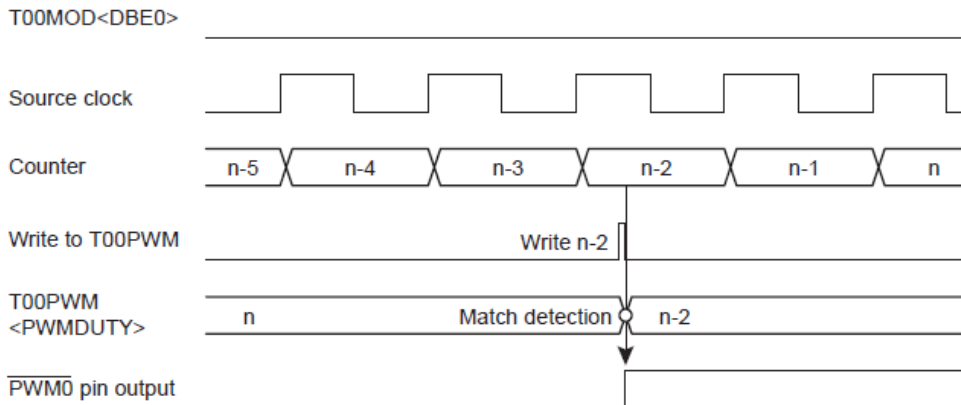 T00MOD<DBE0>
Source clock
Counter n-5 n-4 n-3 n-2 n-1 n
Write to T00PWM Write n-2
T00PWM
<PWMDUTY> n Match detection n-2
PWM0 pin output